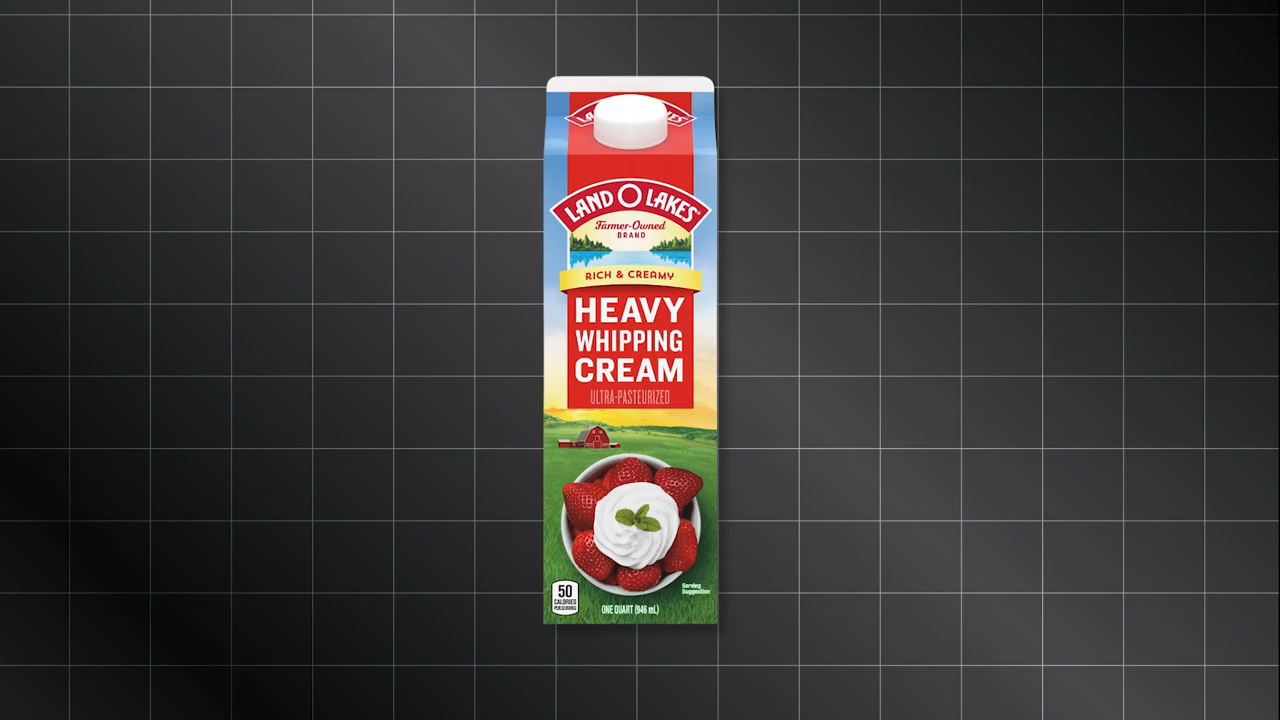 LAND O LAKES®
Farmer-Owned
BRAND
RICH & CREAMY
HEAVY
WHIPPING
CREAM
ULTRA-PASTEURIZED
50
CALORIES
PER SERVING
Serving
Suggestion
ONE QUART (946 mL)